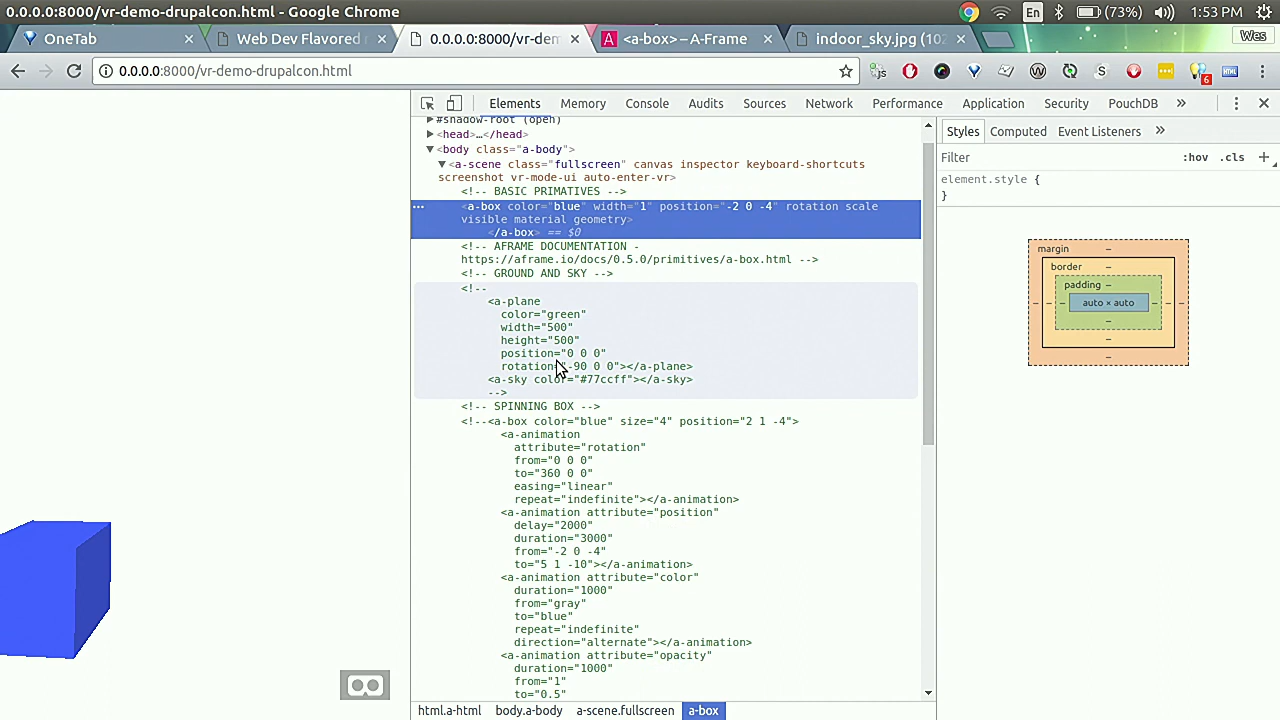 0.0.0.0:8000/vr-demo-drupalcon.html - Google Chrome
En
(73%)
1:53 PM
OneTab
Web Dev Flavored
0.0.0.0:8000/vr-dem
<a-box> – A-Frame
indoor_sky.jpg (102
Wes
0.0.0.0:8000/vr-demo-drupalcon.html
6
Elements Memory Console Audits Sources Network Performance Application Security PouchDB »
#shadow-root (open)
<head>…</head>
<body class="a-body">
<a-scene class="fullscreen" canvas inspector keyboard-shortcuts
screenshot vr-mode-ui auto-enter-vr>
<!-- BASIC PRIMATIVES -->
<a-box color="blue" width="1" position="-2 0 -4" rotation scale
visible material geometry>
</a-box> == $0
<!-- AFRAME DOCUMENTATION -
https://aframe.io/docs/0.5.0/primitives/a-box.html -->
<!-- GROUND AND SKY -->
<!--
<a-plane
color="green"
width="500"
height="500"
position="0 0 0"
rotation="-90 0 0"></a-plane>
<a-sky color="#77ccff"></a-sky>
-->
<!-- SPINNING BOX -->
<!--<a-box color="blue" size="4" position="2 1 -4">
<a-animation
attribute="rotation"
from="0 0 0"
to="360 0 0"
easing="linear"
repeat="indefinite"></a-animation>
<a-animation attribute="position"
delay="2000"
duration="3000"
from="-2 0 -4"
to="5 1 -10"></a-animation>
<a-animation attribute="color"
duration="1000"
from="gray"
to="blue"
repeat="indefinite"
direction="alternate"></a-animation>
<a-animation attribute="opacity"
duration="1000"
from="1"
to="0.5"
html.a-html body.a-body a-scene.fullscreen a-box
Styles Computed Event Listeners »
Filter :hov .cls +
element.style {
}
margin –
border –
padding –
– – – auto × auto – – –
–
–
–